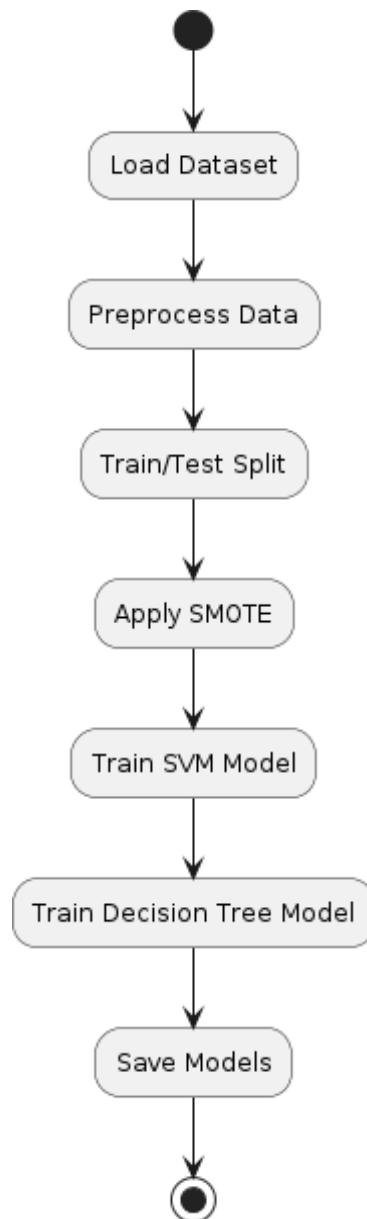 Load Dataset
Preprocess Data
Train/Test Split
Apply SMOTE
Train SVM Model
Train Decision Tree Model
Save Models